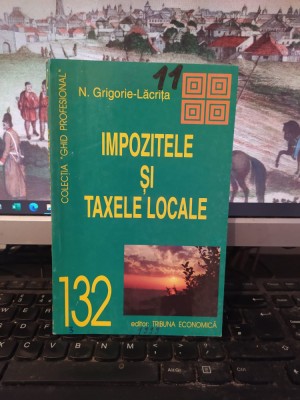 11
N. Grigorie-Lăcrița
COLECȚIA "GHID PROFESIONAL"
IMPOZITELE
ȘI
TAXELE LOCALE
132
editor: TRIBUNA ECONOMICĂ